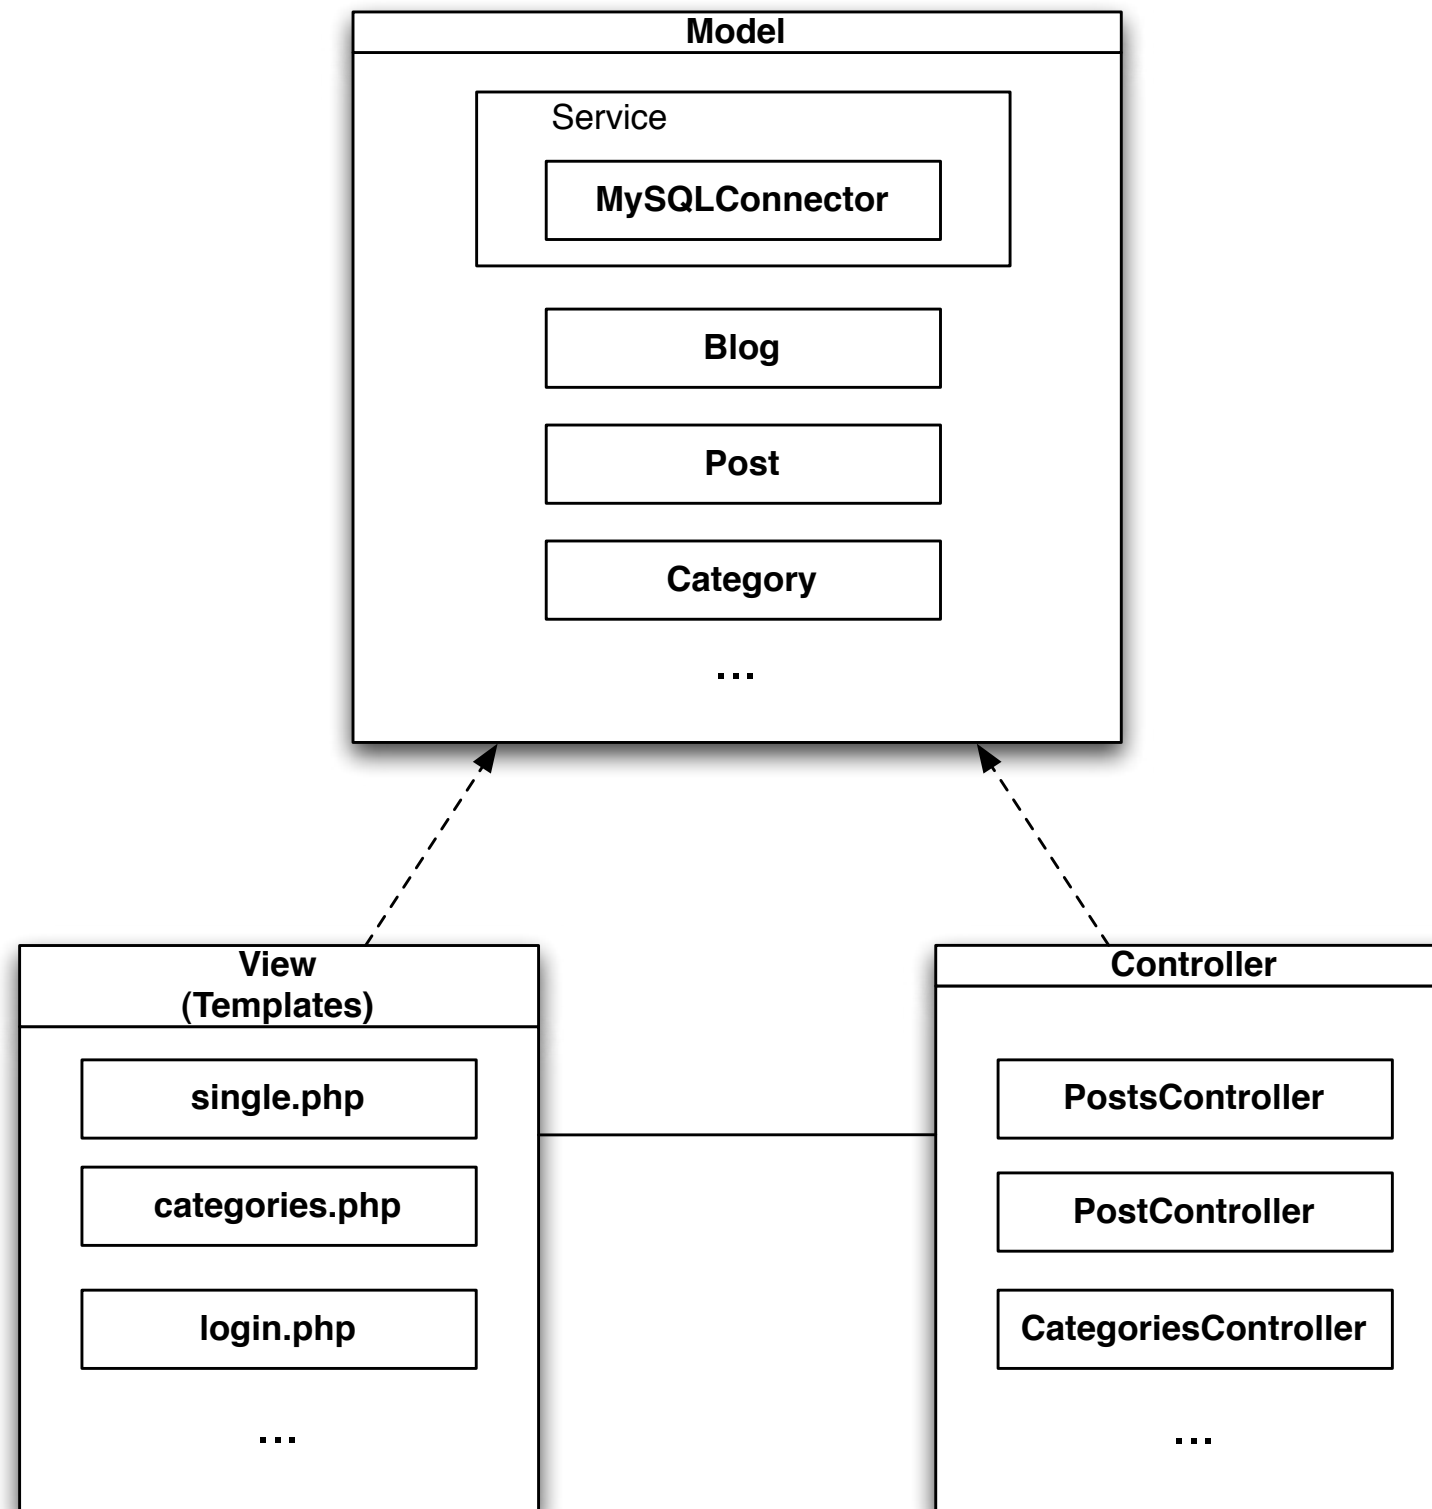 Model
Service
MySQLConnector
Blog
Post
Category
...
View
(Templates)
single.php
categories.php
login.php
...
Controller
PostsController
PostController
CategoriesController
...